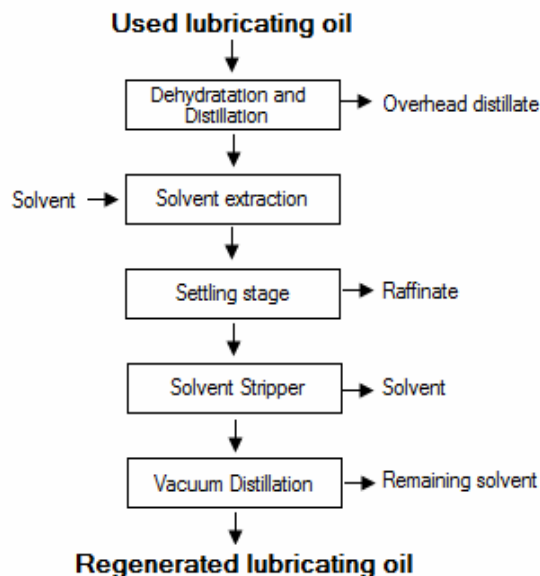 Used lubricating oil
Dehydratation and
Distillation
Overhead distillate
Solvent
Solvent extraction
Settling stage
Raffinate
Solvent Stripper
Solvent
Vacuum Distillation
Remaining solvent
Regenerated lubricating oil